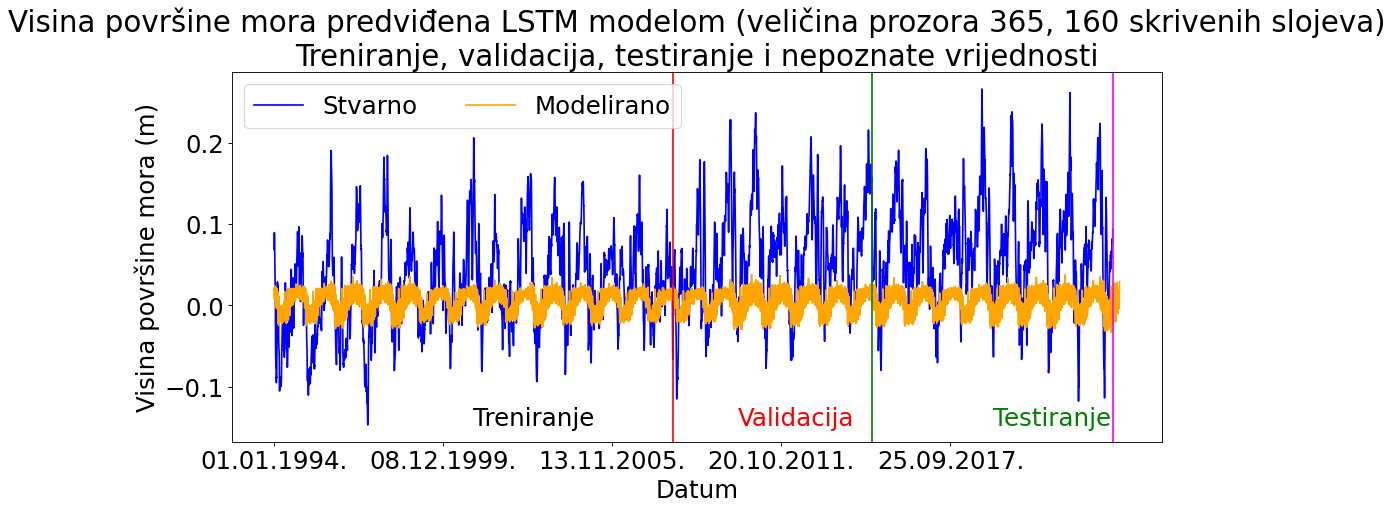 Visina površine mora predviđena LSTM modelom (veličina prozora 365, 160 skrivenih slojeva)
Treniranje, validacija, testiranje i nepoznate vrijednosti
Stvarno
Modelirano
Visina površine mora (m)
0.2
0.1
0.0
−0.1
Treniranje
Validacija
Testiranje
01.01.1994.
08.12.1999.
13.11.2005.
20.10.2011.
25.09.2017.
Datum